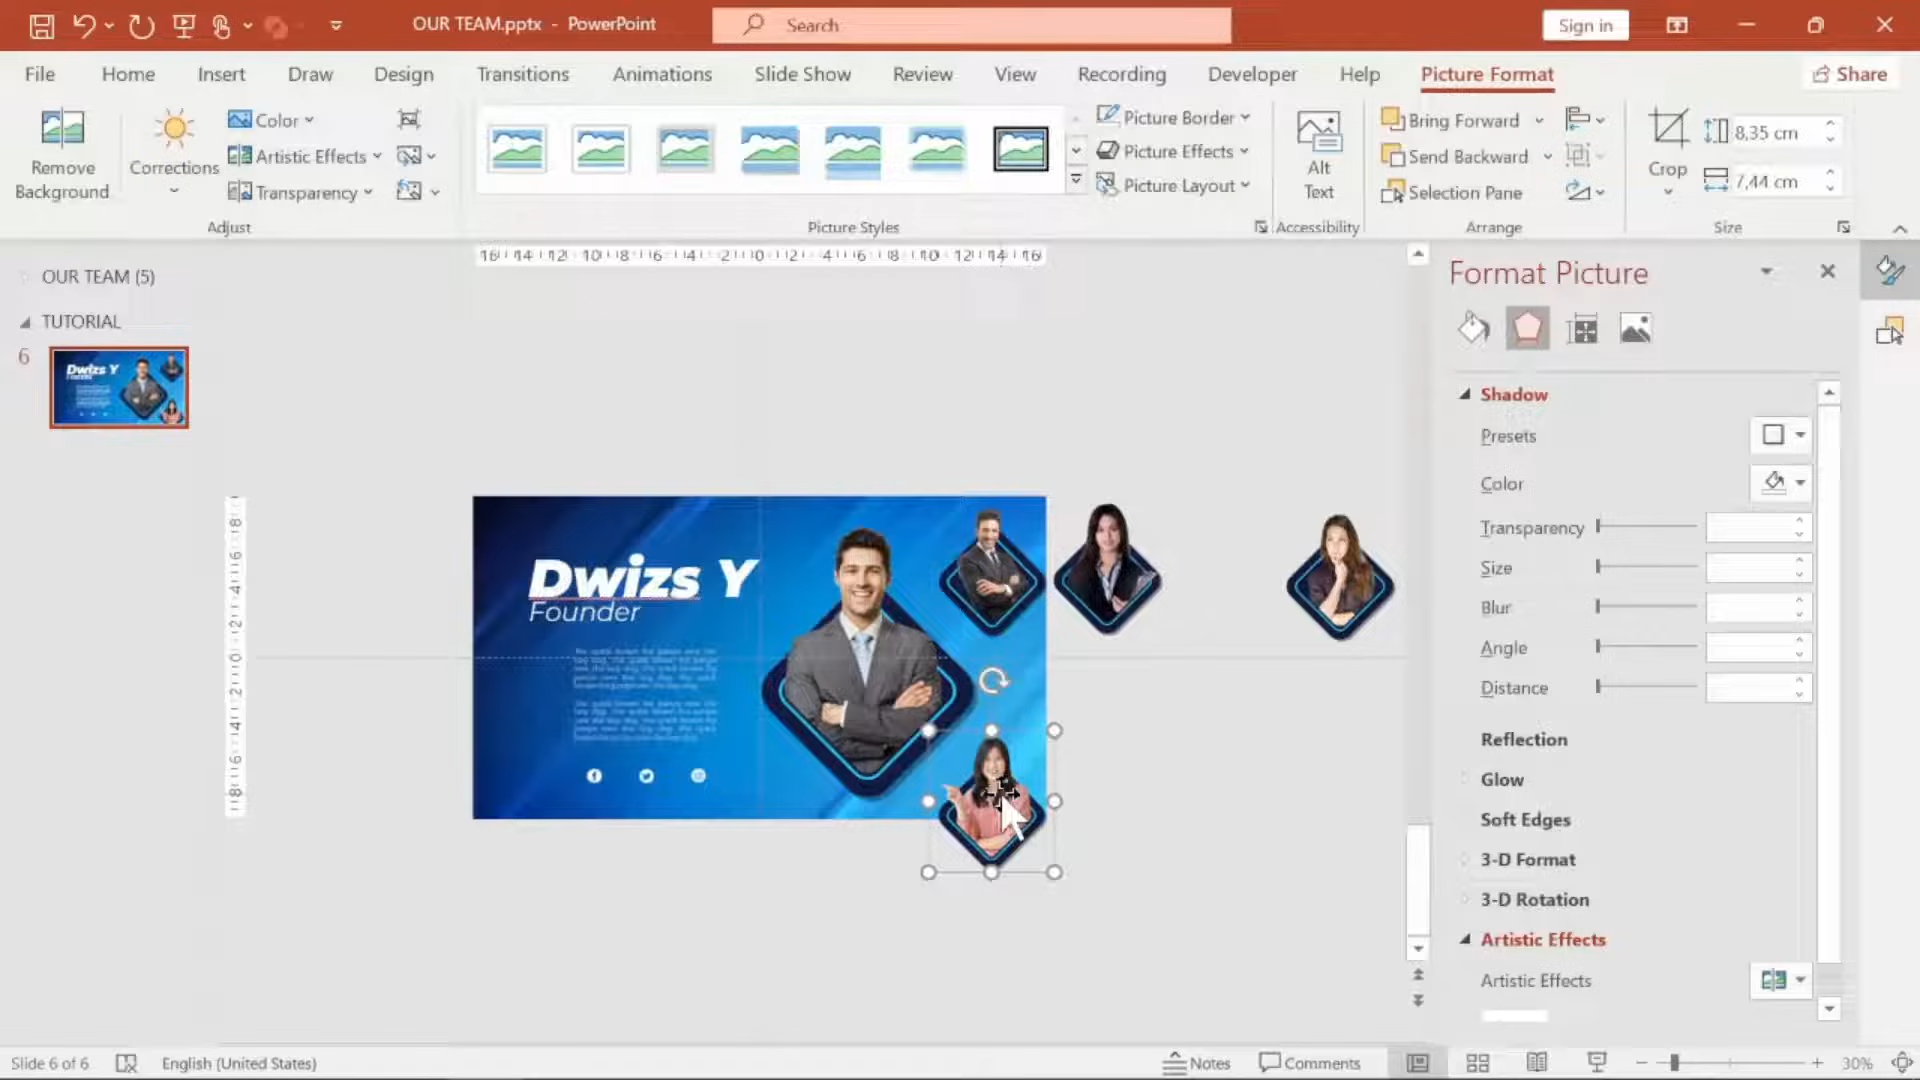 OUR TEAM.pptx - PowerPoint
Search
Sign in
File Home Insert Draw Design Transitions Animations Slide Show Review View Recording Developer Help Picture Format
Share
Remove Background
Corrections
Color
Artistic Effects
Transparency
Adjust
Picture Styles
Picture Border
Picture Effects
Picture Layout
Alt Text
Accessibility
Bring Forward
Send Backward
Selection Pane
Arrange
Crop
8,35 cm
7,44 cm
Size
OUR TEAM (5)
TUTORIAL
6
Dwizs Y
Founder
Format Picture
Shadow
Presets
Color
Transparency
Size
Blur
Angle
Distance
Reflection
Glow
Soft Edges
3-D Format
3-D Rotation
Artistic Effects
Artistic Effects
Slide 6 of 6
English (United States)
Notes
Comments
30%